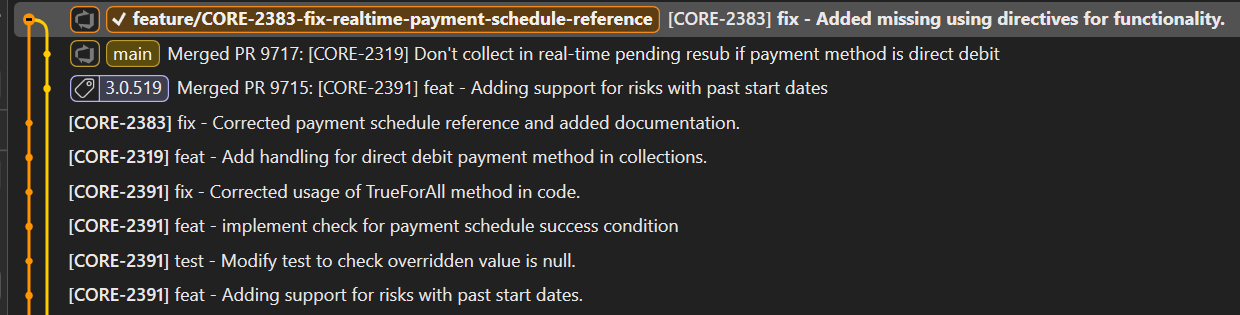 ✓ feature/CORE-2383-fix-realtime-payment-schedule-reference [CORE-2383] fix - Added missing using directives for functionality.
main Merged PR 9717: [CORE-2319] Don't collect in real-time pending resub if payment method is direct debit
3.0.519 Merged PR 9715: [CORE-2391] feat - Adding support for risks with past start dates
[CORE-2383] fix - Corrected payment schedule reference and added documentation.
[CORE-2319] feat - Add handling for direct debit payment method in collections.
[CORE-2391] fix - Corrected usage of TrueForAll method in code.
[CORE-2391] feat - implement check for payment schedule success condition
[CORE-2391] test - Modify test to check overridden value is null.
[CORE-2391] feat - Adding support for risks with past start dates.